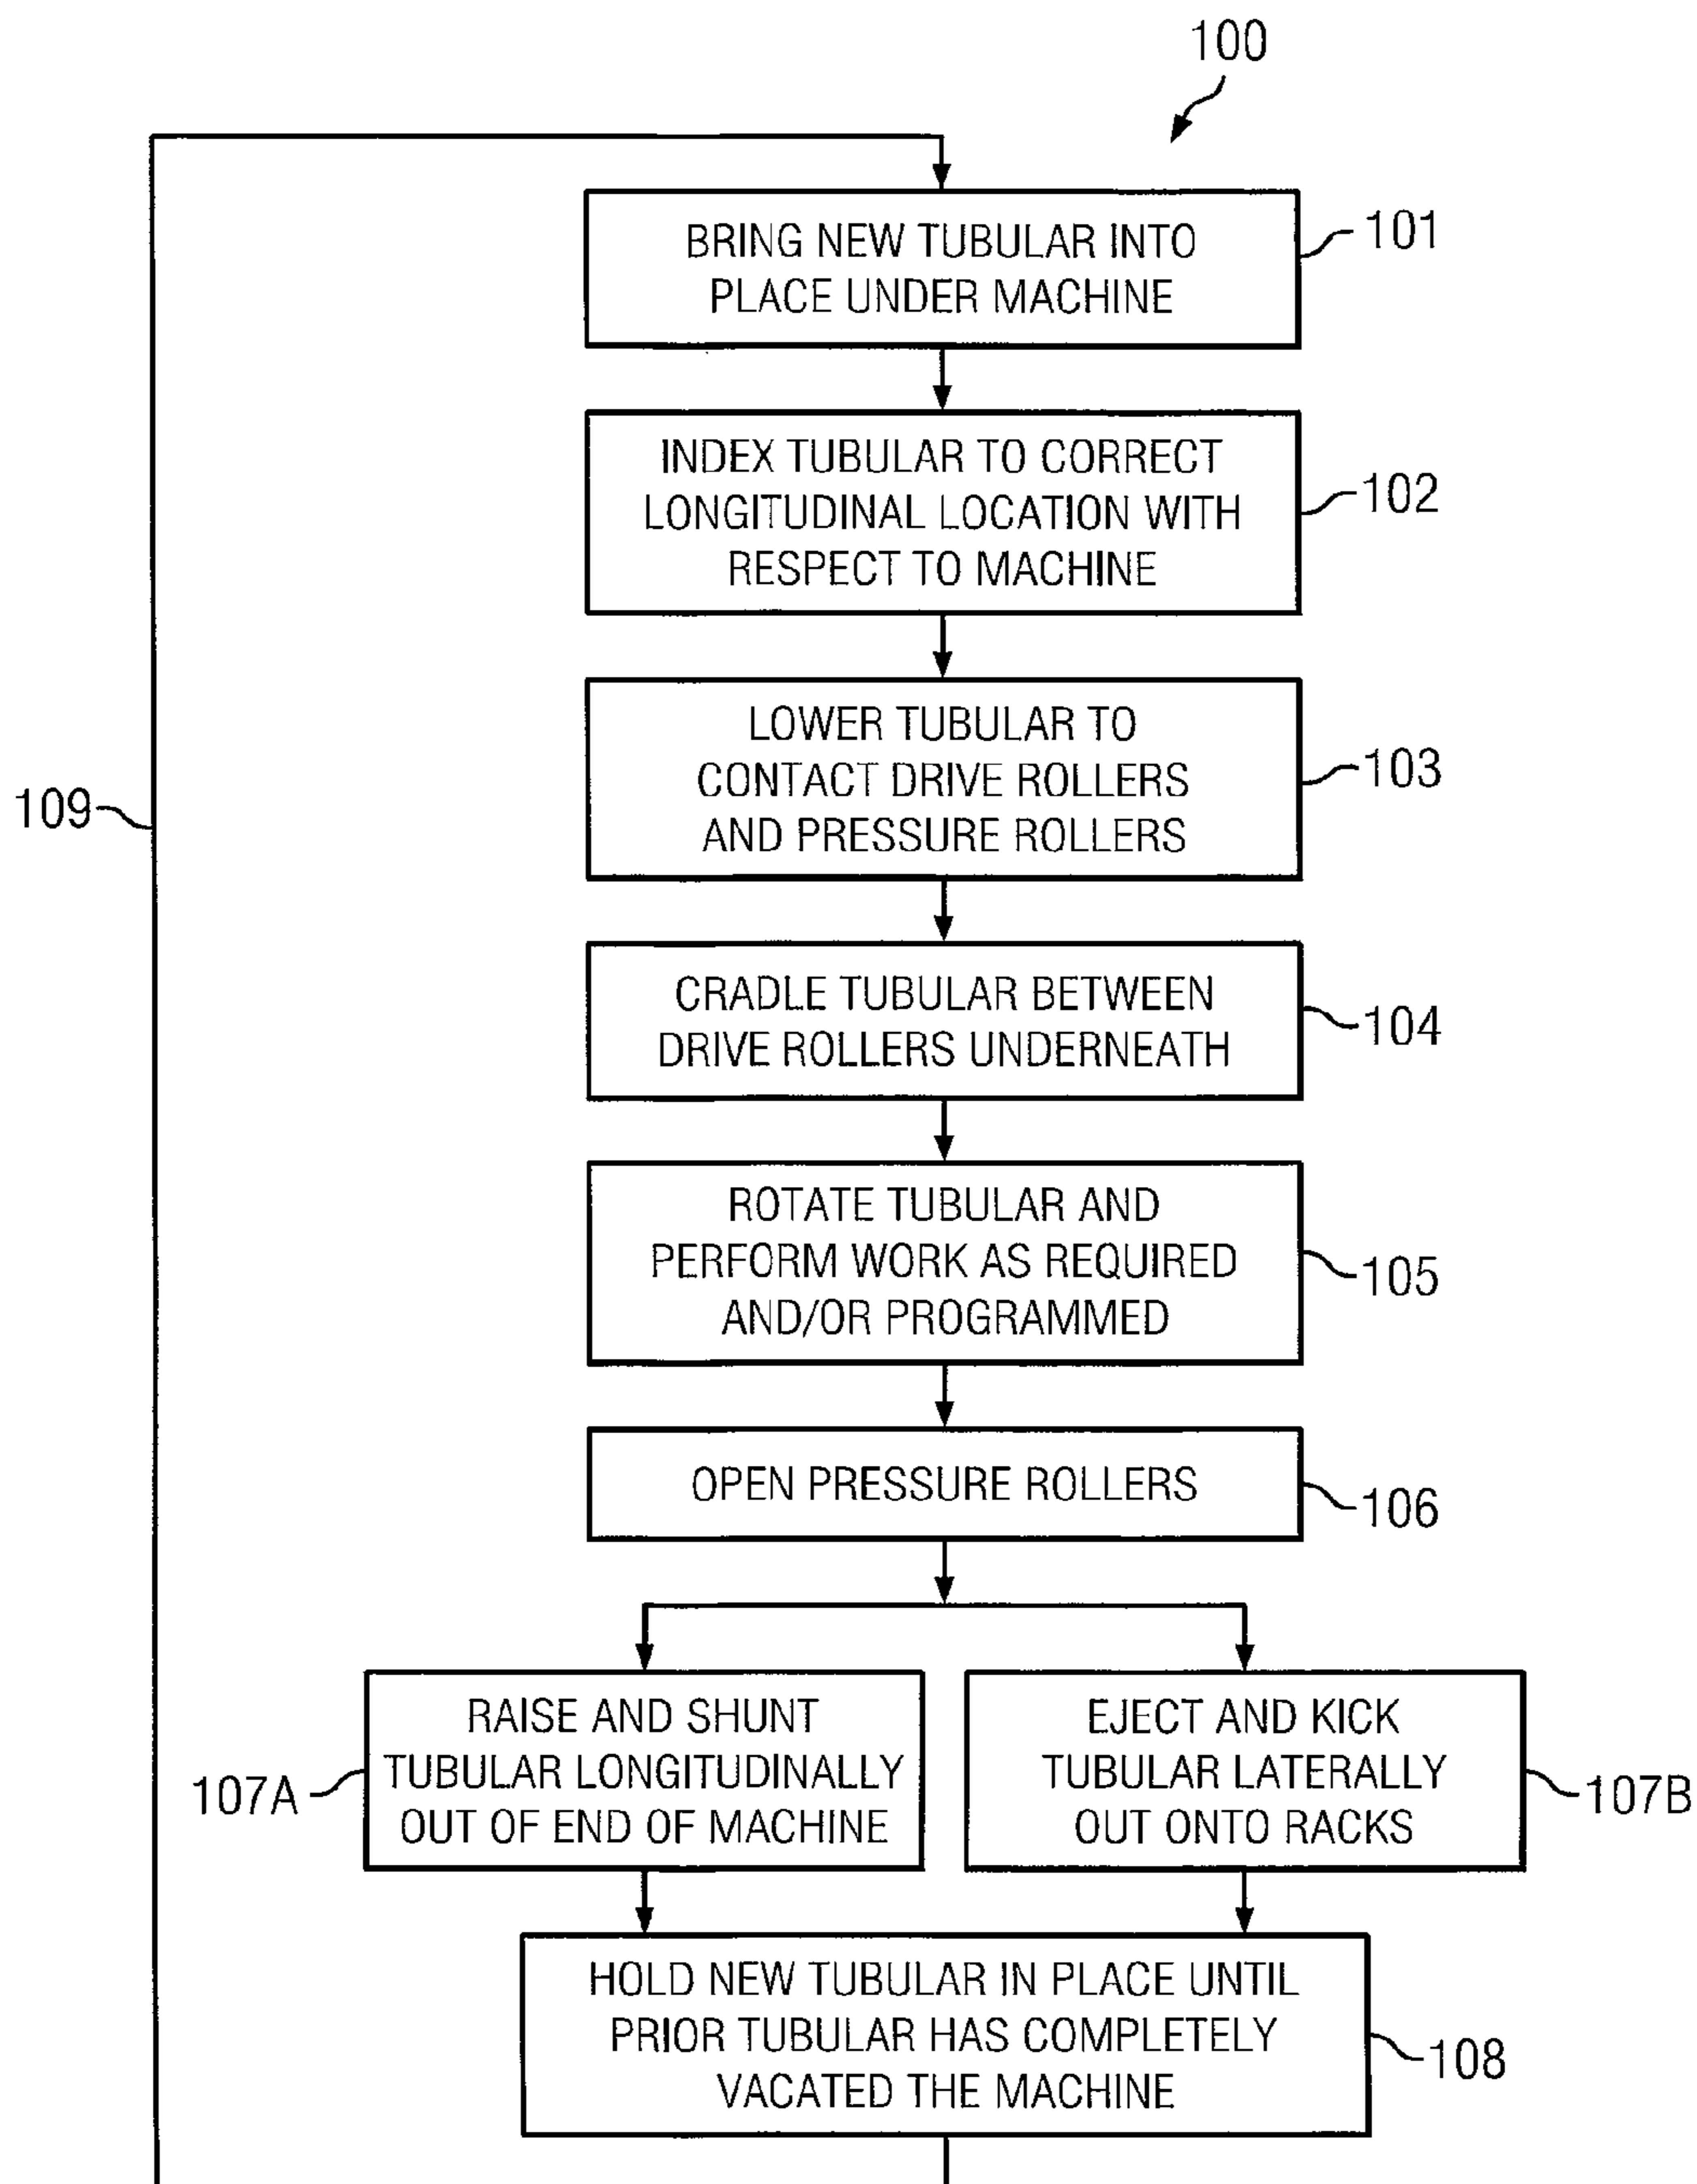 100
BRING NEW TUBULAR INTO
PLACE UNDER MACHINE
101
INDEX TUBULAR TO CORRECT
LONGITUDINAL LOCATION WITH
RESPECT TO MACHINE
102
LOWER TUBULAR TO
CONTACT DRIVE ROLLERS
AND PRESSURE ROLLERS
103
109
CRADLE TUBULAR BETWEEN
DRIVE ROLLERS UNDERNEATH
104
ROTATE TUBULAR AND
PERFORM WORK AS REQUIRED
AND/OR PROGRAMMED
105
OPEN PRESSURE ROLLERS
106
RAISE AND SHUNT
TUBULAR LONGITUDINALLY
OUT OF END OF MACHINE
107A
EJECT AND KICK
TUBULAR LATERALLY
OUT ONTO RACKS
107B
HOLD NEW TUBULAR IN PLACE UNTIL
PRIOR TUBULAR HAS COMPLETELY
VACATED THE MACHINE
108